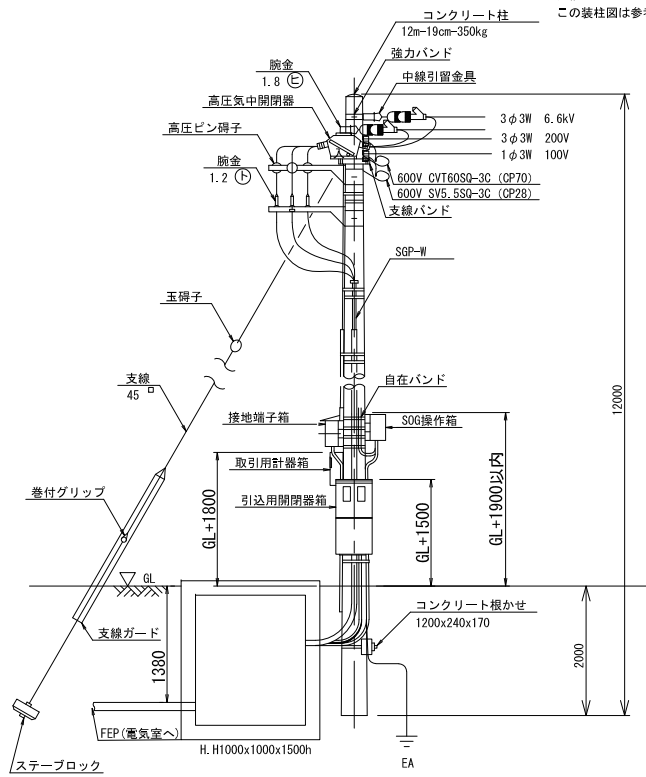 この装柱図は参
コンクリート柱
12m-19cm-350kg
強力バンド
腕金
1.8 ヒ
中線引留金具
高圧気中開閉器
3φ3W 6.6kV
3φ3W 200V
1φ3W 100V
高圧ピン碍子
腕金
1.2 ト
600V CVT60SQ-3C (CP70)
600V SV5.5SQ-3C (CP28)
支線バンド
SGP-W
玉碍子
支線
45 □
自在バンド
接地端子箱
SOG操作箱
取引用計器箱
引込用開閉器箱
GL+1800
GL+1500
GL+1900以内
12000
巻付グリップ
GL
支線ガード
コンクリート根かせ
1200x240x170
1380
2000
FEP(電気室へ)
H.H1000x1000x1500h
EA
ステーブロック